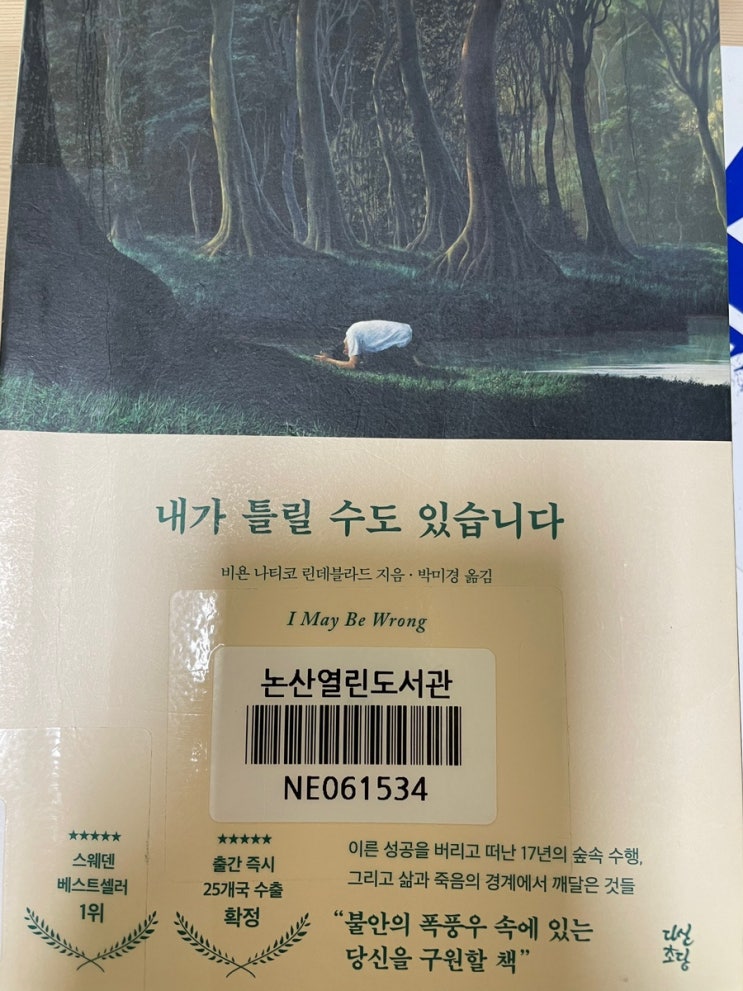 내가 틀릴 수도 있습니다
비욘 나티코 린데블라드 지음 · 박미경 옮김
I May Be Wrong
논산열린도서관
NE061534
★★★★★
스웨덴
베스트셀러
1위
★★★★★
출간 즉시
25개국 수출
확정
이른 성공을 버리고 떠난 17년의 숲속 수행,
그리고 삶과 죽음의 경계에서 깨달은 것들
“불안의 폭풍우 속에 있는
당신을 구원할 책”
다산
초당